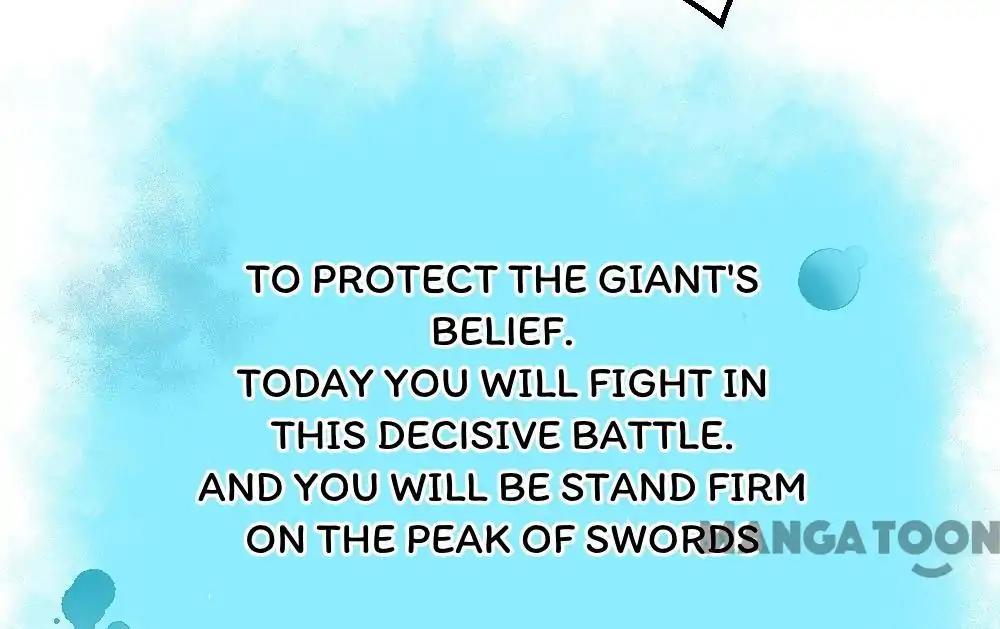 TO PROTECT THE GIANT'S
BELIEF.
TODAY YOU WILL FIGHT IN
THIS DECISIVE BATTLE.
AND YOU WILL BE STAND FIRM
ON THE PEAK OF SWORDS
MANGATOON